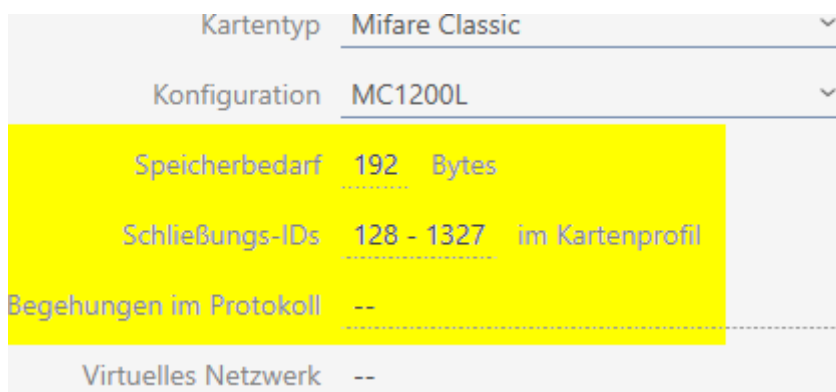 Kartentyp Mifare Classic
Konfiguration MC1200L
Speicherbedarf 192 Bytes
Schließungs-IDs 128 - 1327 im Kartenprofil
Begehungen im Protokoll --
Virtuelles Netzwerk --